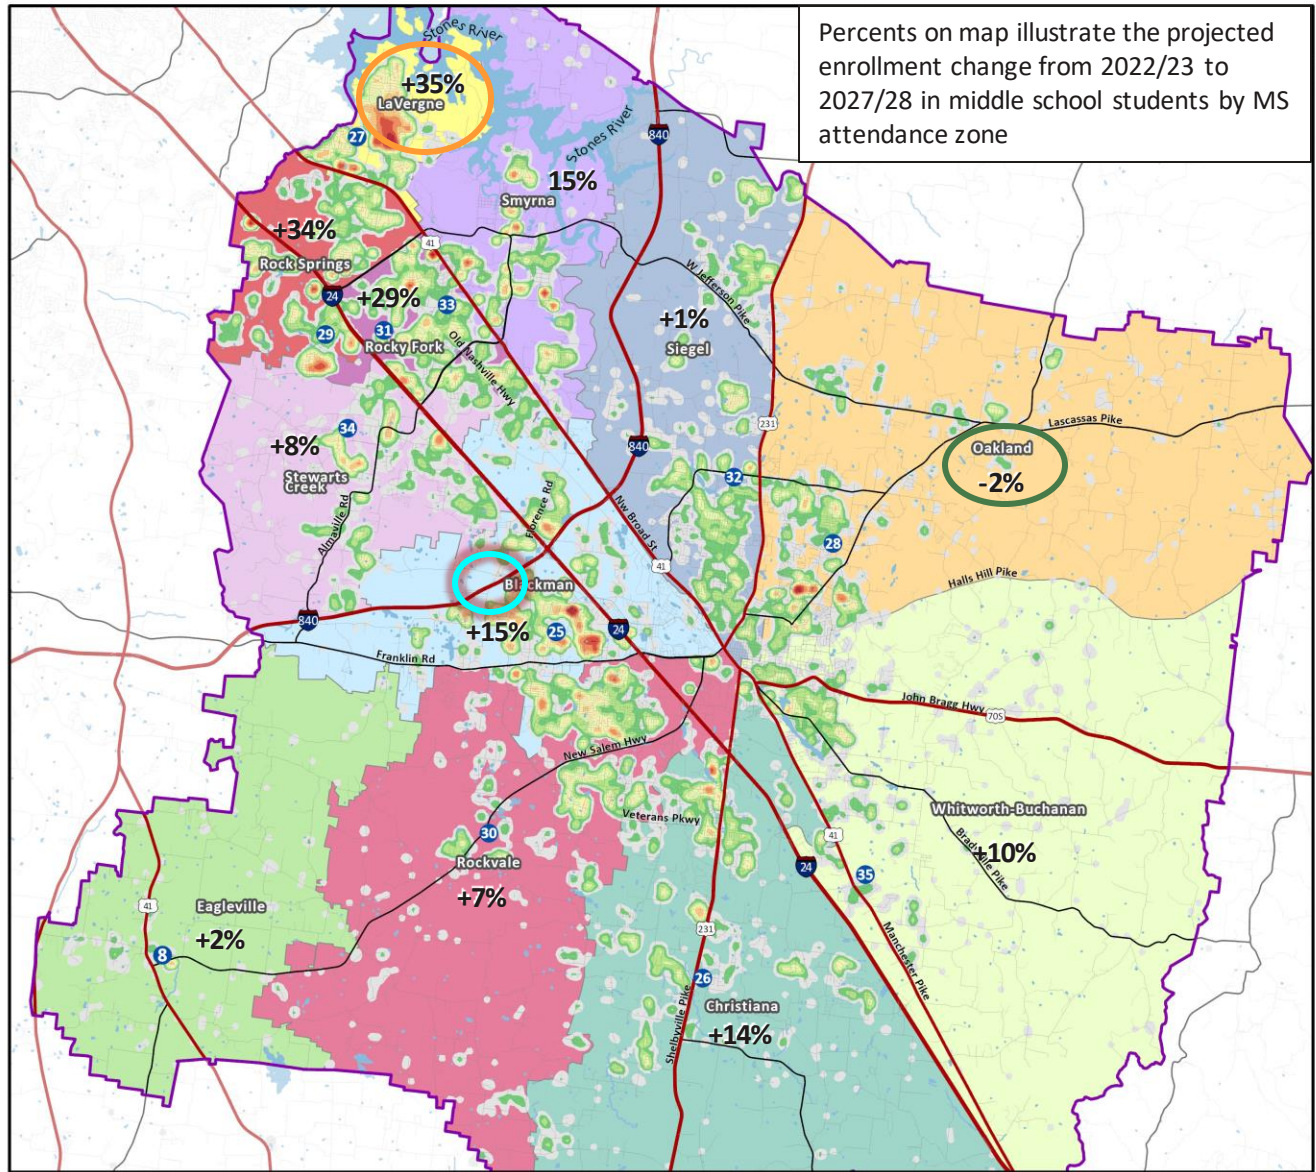 Percents on map illustrate the projected
enrollment change from 2022/23 to
2027/28 in middle school students by MS
attendance zone
Stones River
+35%
LaVergne
27
840
Stones River
15%
Smyrna
+34%
Rock Springs
41
24
+29%
33
W Jefferson Pike
29
31
Rocky Fork
Old Nashville Hwy
+1%
Siegel
231
Lascassas Pike
34
+8%
Stewarts
Creek
Almaville Rd
840
Oakland
-2%
32
Florence Rd
Nw Broad St
28
41
Halls Hill Pike
Blackman
840
+15%
25
24
Franklin Rd
John Bragg Hwy
70S
New Salem Hwy
Whitworth-Buchanan
Veterans Pkwy
30
41
Bradyville Pike
+10%
Rockvale
24
35
+7%
41
Eagleville
+2%
8
231
Manchester Pike
26
Shelbyville Pike
Christiana
+14%